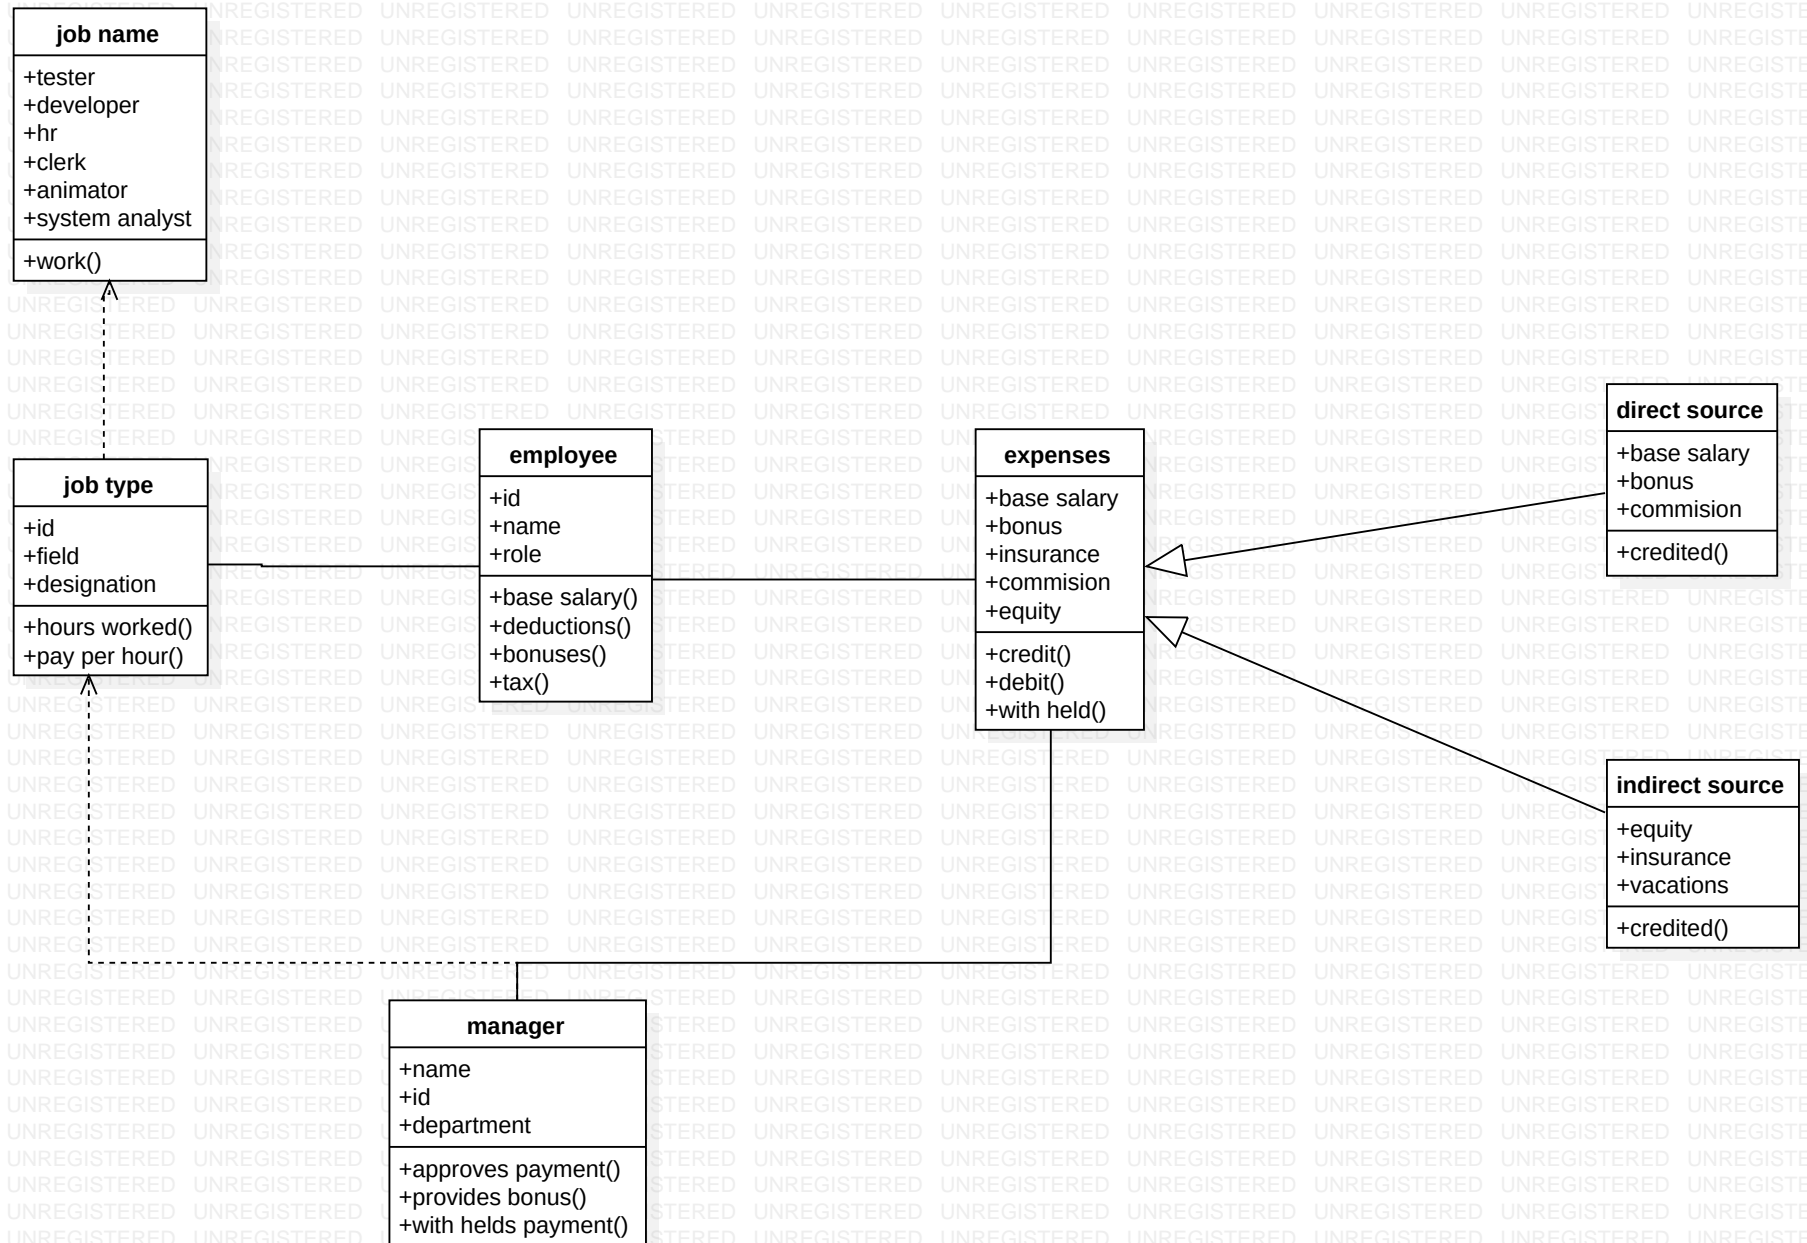 job name
+tester
+developer
+hr
+clerk
+animator
+system analyst
+work()
job type
+id
+field
+designation
+hours worked()
+pay per hour()
employee
+id
+name
+role
+base salary()
+deductions()
+bonuses()
+tax()
expenses
+base salary
+bonus
+insurance
+commision
+equity
+credit()
+debit()
+with held()
direct source
+base salary
+bonus
+commision
+credited()
indirect source
+equity
+insurance
+vacations
+credited()
manager
+name
+id
+department
+approves payment()
+provides bonus()
+with helds payment()
UNREGISTERED